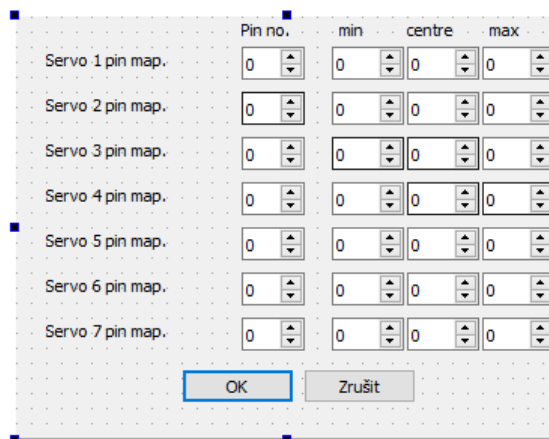 Pin no. min centre max
Servo 1 pin map. 0 0 0 0
Servo 2 pin map. 0 0 0 0
Servo 3 pin map. 0 0 0 0
Servo 4 pin map. 0 0 0 0
Servo 5 pin map. 0 0 0 0
Servo 6 pin map. 0 0 0 0
Servo 7 pin map. 0 0 0 0
OK Zrušit